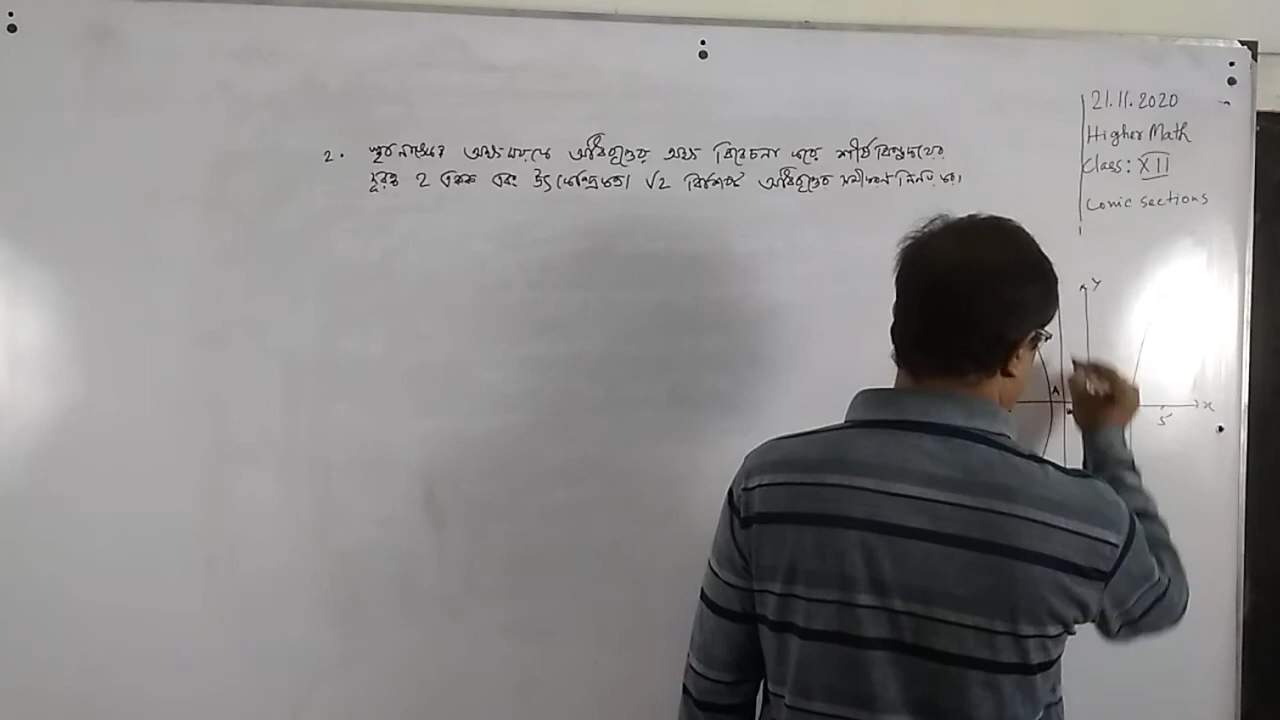 2. স্থানাঙ্কের অক্ষদ্বয়কে অধিবৃত্তের অক্ষ বিবেচনা করে শীর্ষবিন্দুদ্বয়ের
দূরত্ব 2 একক এবং উৎকেন্দ্রিকতা √2 বিশিষ্ট অধিবৃত্তের সমীকরণ নির্ণয় কর।
21.11.2020
Higher Math
Class: XII
Conic sections
Y
A
X
S